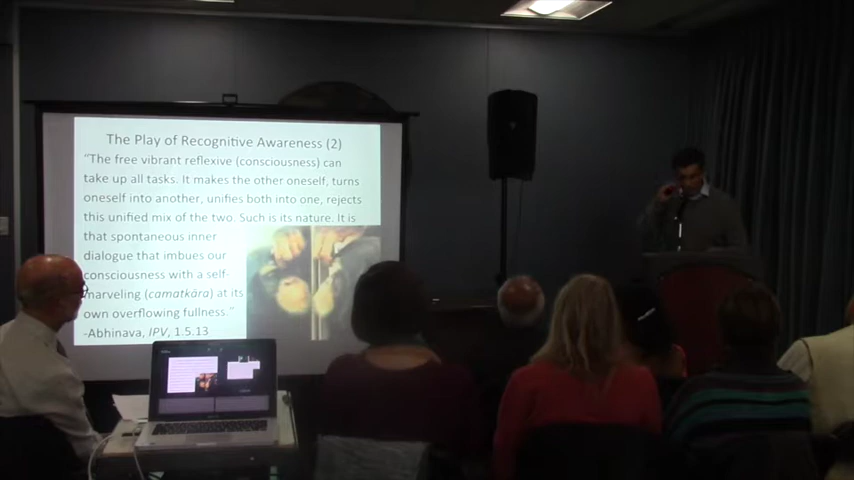 The Play of Recognitive Awareness (2)
"The free vibrant reflexive (consciousness) can
take up all tasks. It makes the other oneself, turns
oneself into another, unifies both into one, rejects
this unified mix of the two. Such is its nature. It is
that spontaneous inner
dialogue that imbues our
consciousness with a self-
marveling (camatkāra) at its
own overflowing fullness."
-Abhinava, IPV, 1.5.13